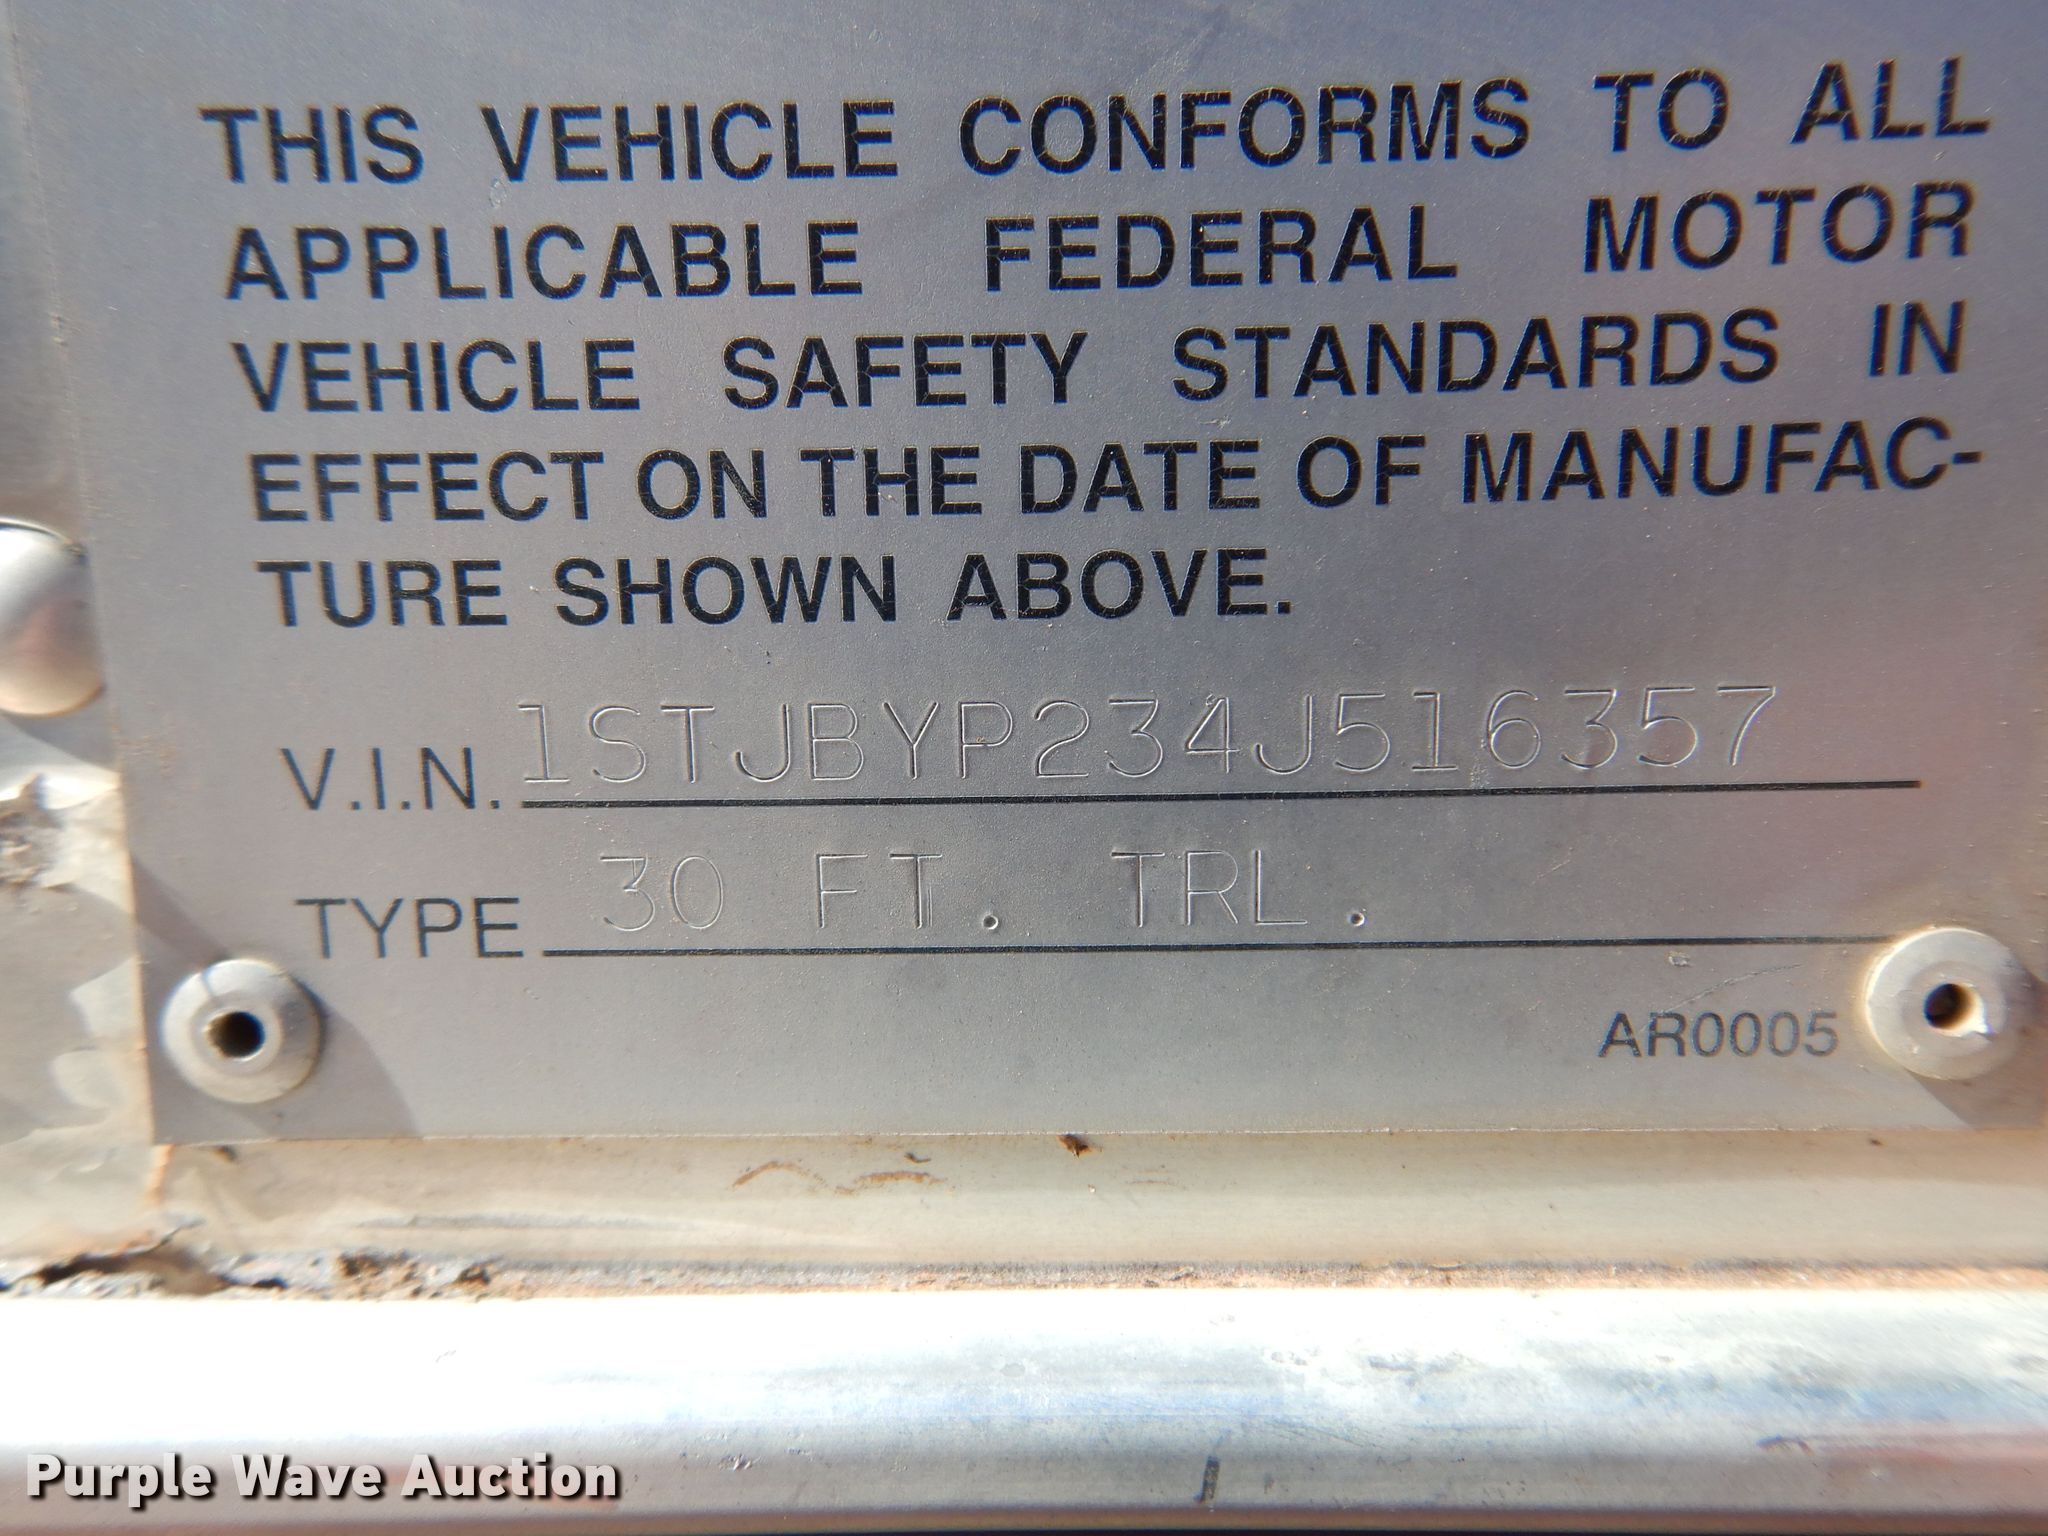 THIS VEHICLE CONFORMS TO ALL
APPLICABLE FEDERAL MOTOR
VEHICLE SAFETY STANDARDS IN
EFFECT ON THE DATE OF MANUFAC-
TURE SHOWN ABOVE.
V.I.N. 1STJBYP234J516357
TYPE 30 FT. TRL.
AR0005
Purple Wave Auction